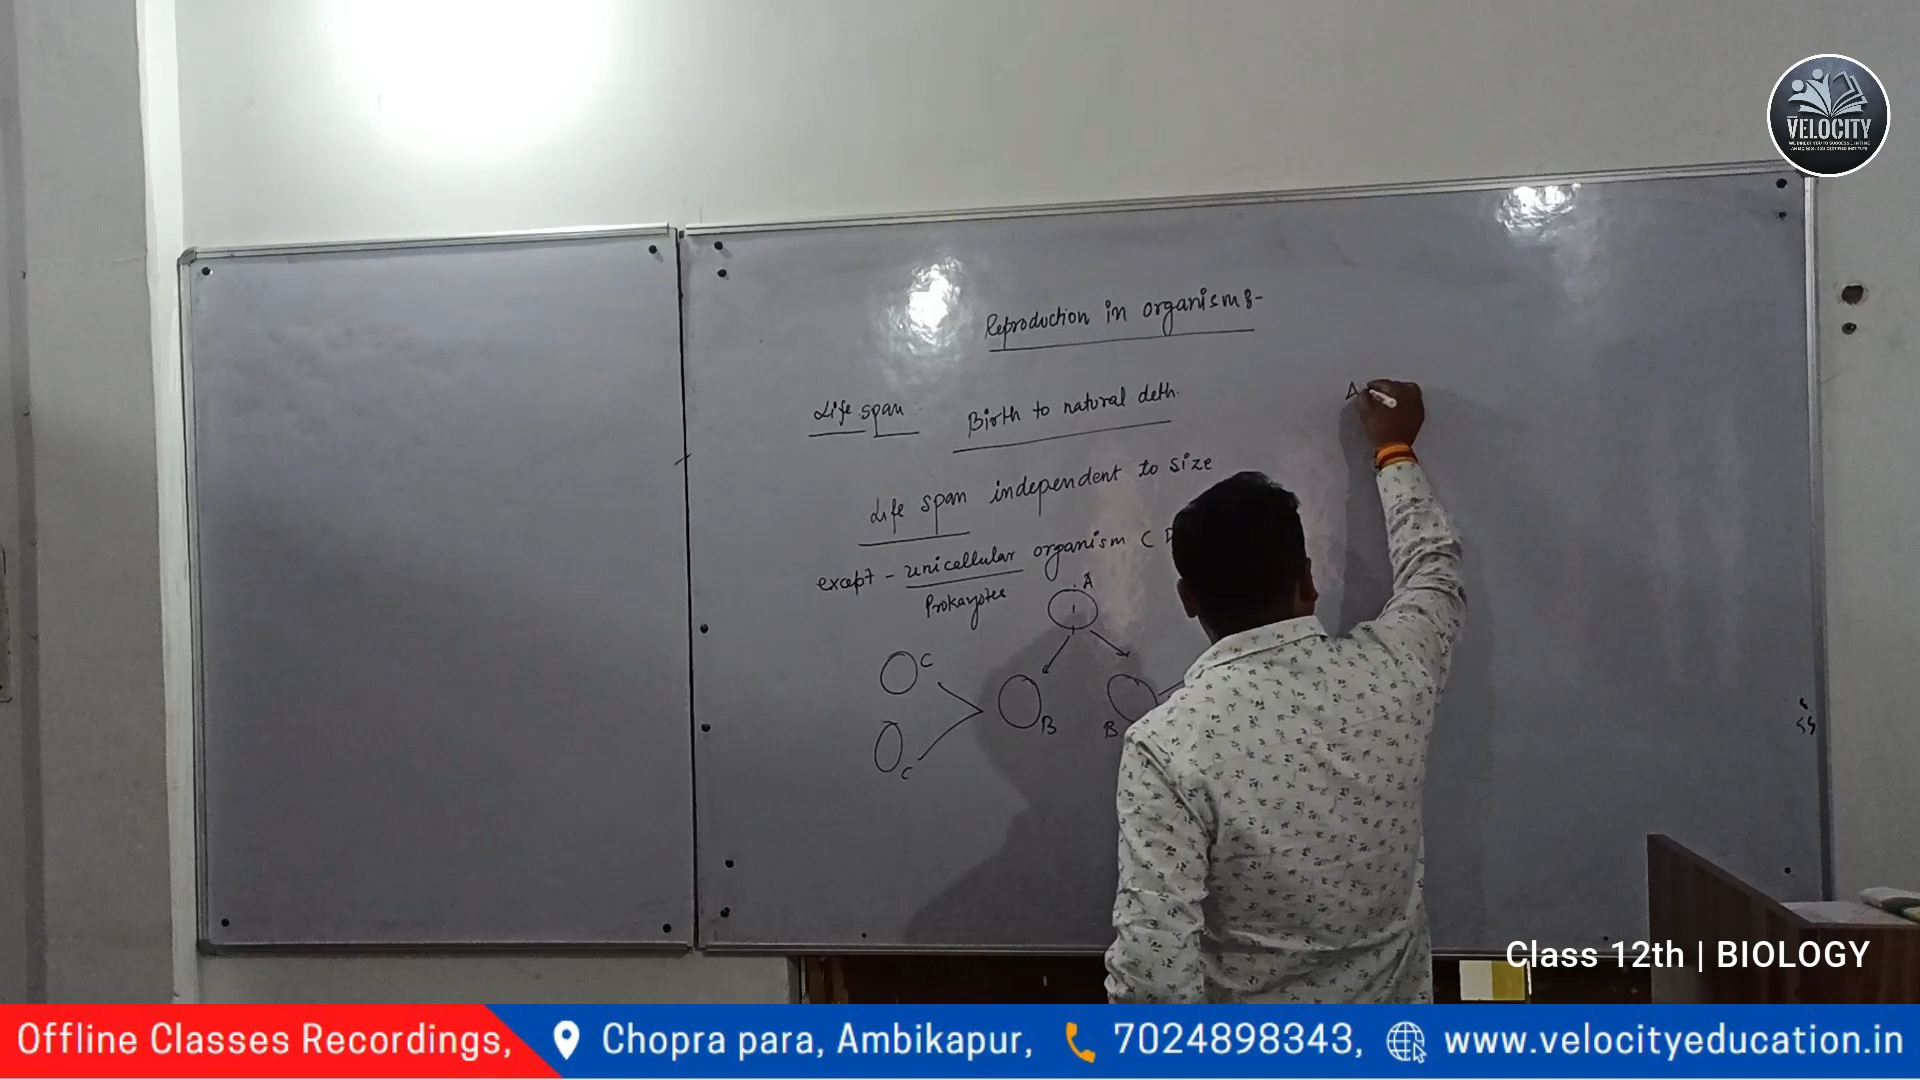 VELOCITY
Reproduction in organisms-
Life span Birth to natural deth.
Life span independent to size
except - unicellular organism (
Prokaryotes
A
A
C
B
B
C
Class 12th | BIOLOGY
Offline Classes Recordings, Chopra para, Ambikapur, 7024898343, www.velocityeducation.in